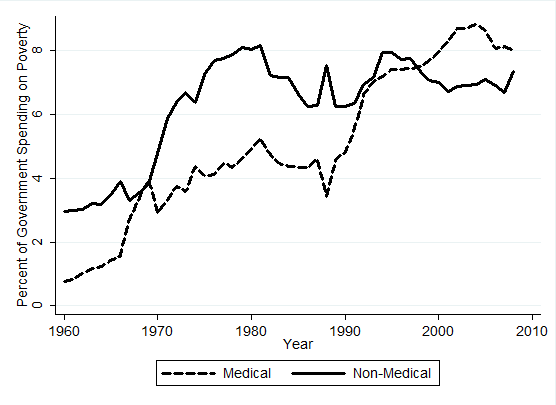 Percent of Government Spending on Poverty
8
6
4
2
0
1960 1970 1980 1990 2000 2010
Year
Medical Non-Medical